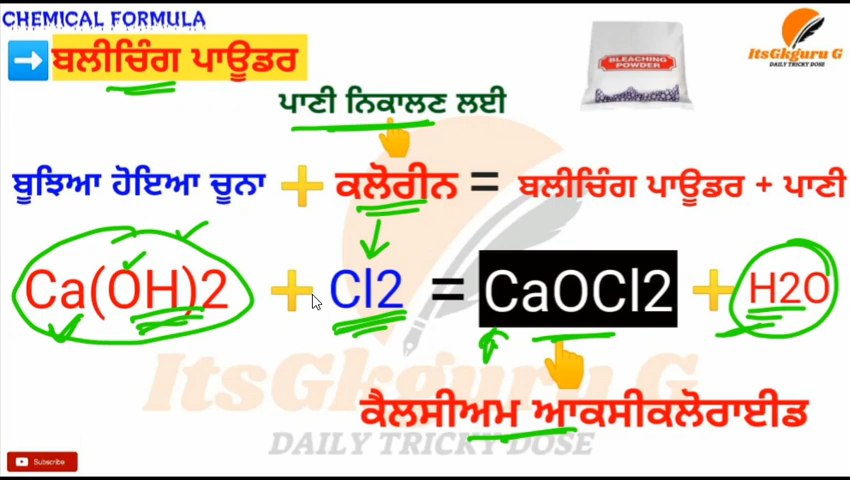 CHEMICAL FORMULA
ਬਲੀਚਿੰਗ ਪਾਊਡਰ
BLEACHING
POWDER
ItsGkguru G
DAILY TRICKY DOSE
ਪਾਣੀ ਨਿਕਾਲਣ ਲਈ
ਬੂਝਿਆ ਹੋਇਆ ਚੂਨਾ + ਕਲੋਰੀਨ = ਬਲੀਚਿੰਗ ਪਾਊਡਰ + ਪਾਣੀ
Ca(OH)2 + Cl2 = CaOCl2 + H2O
ItsGkguru G
ਕੈਲਸੀਅਮ ਆਕਸੀਕਲੋਰਾਈਡ
DAILY TRICKY DOSE
Subscribe